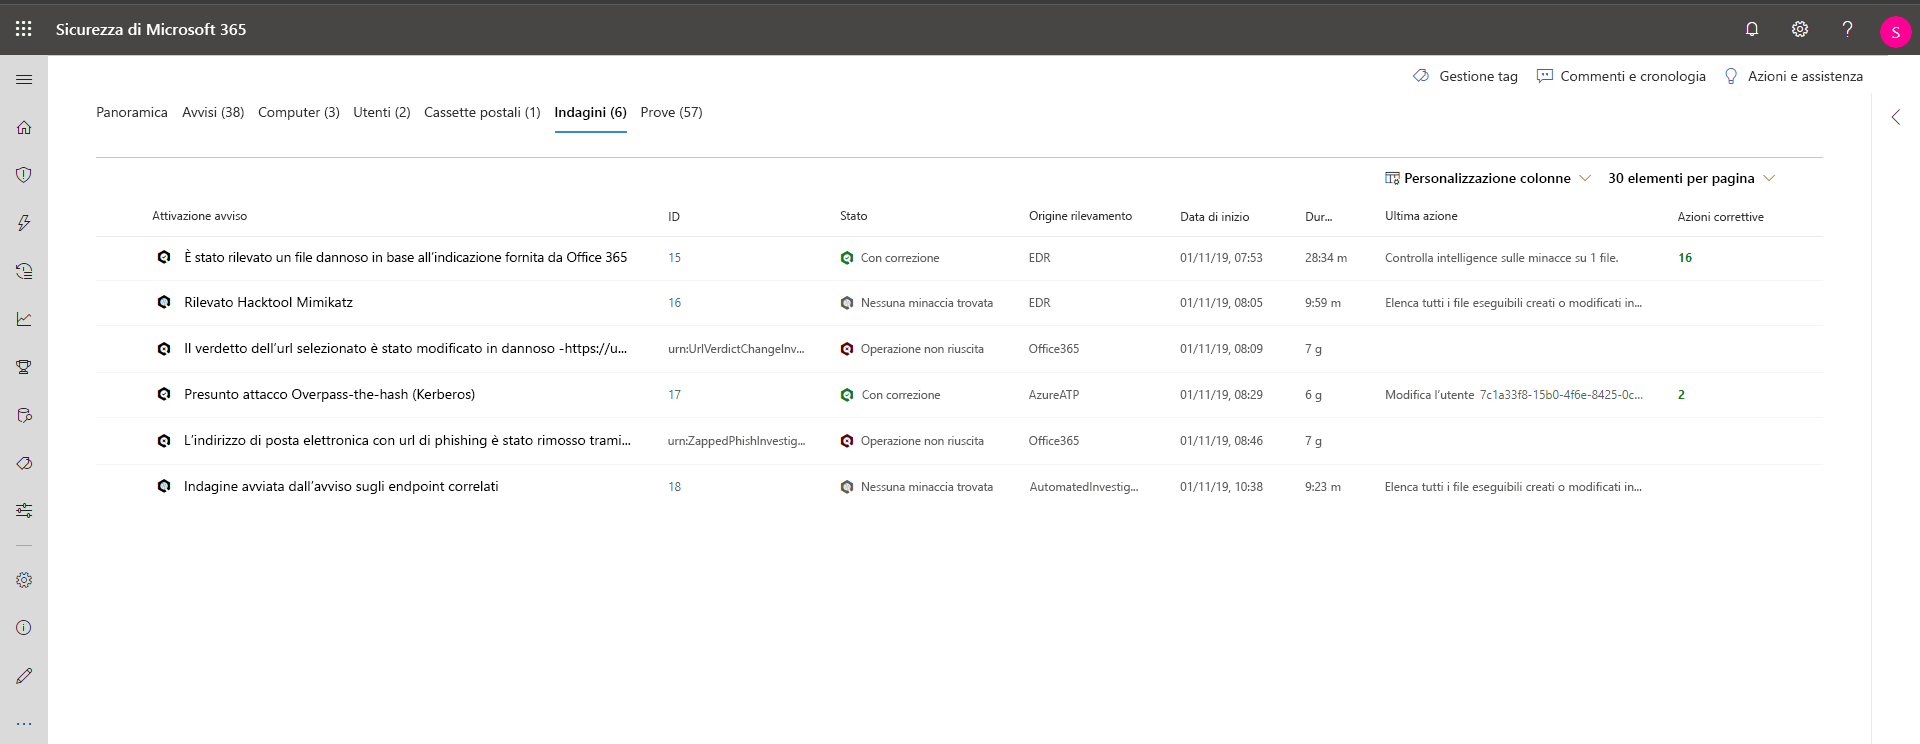 Sicurezza di Microsoft 365
S
Gestione tag Commenti e cronologia Azioni e assistenza
Panoramica Avvisi (38) Computer (3) Utenti (2) Cassette postali (1) Indagini (6) Prove (57)
Personalizzazione colonne 30 elementi per pagina
Attivazione avviso ID Stato Origine rilevamento Data di inizio Dur... Ultima azione Azioni correttive
È stato rilevato un file dannoso in base all'indicazione fornita da Office 365 15 Con correzione EDR 01/11/19, 07:53 28:34 m Controlla intelligence sulle minacce su 1 file. 16
Rilevato Hacktool Mimikatz 16 Nessuna minaccia trovata EDR 01/11/19, 08:05 9:59 m Elenca tutti i file eseguibili creati o modificati in...
Il verdetto dell'url selezionato è stato modificato in dannoso -https://u... urn:UrlVerdictChangeInv... Operazione non riuscita Office365 01/11/19, 08:09 7 g
Presunto attacco Overpass-the-hash (Kerberos) 17 Con correzione AzureATP 01/11/19, 08:29 6 g Modifica l'utente 7c1a33f8-15b0-4f6e-8425-0c... 2
L'indirizzo di posta elettronica con url di phishing è stato rimosso trami... urn:ZappedPhishInvestig... Operazione non riuscita Office365 01/11/19, 08:46 7 g
Indagine avviata dall'avviso sugli endpoint correlati 18 Nessuna minaccia trovata AutomatedInvestig... 01/11/19, 10:38 9:23 m Elenca tutti i file eseguibili creati o modificati in...